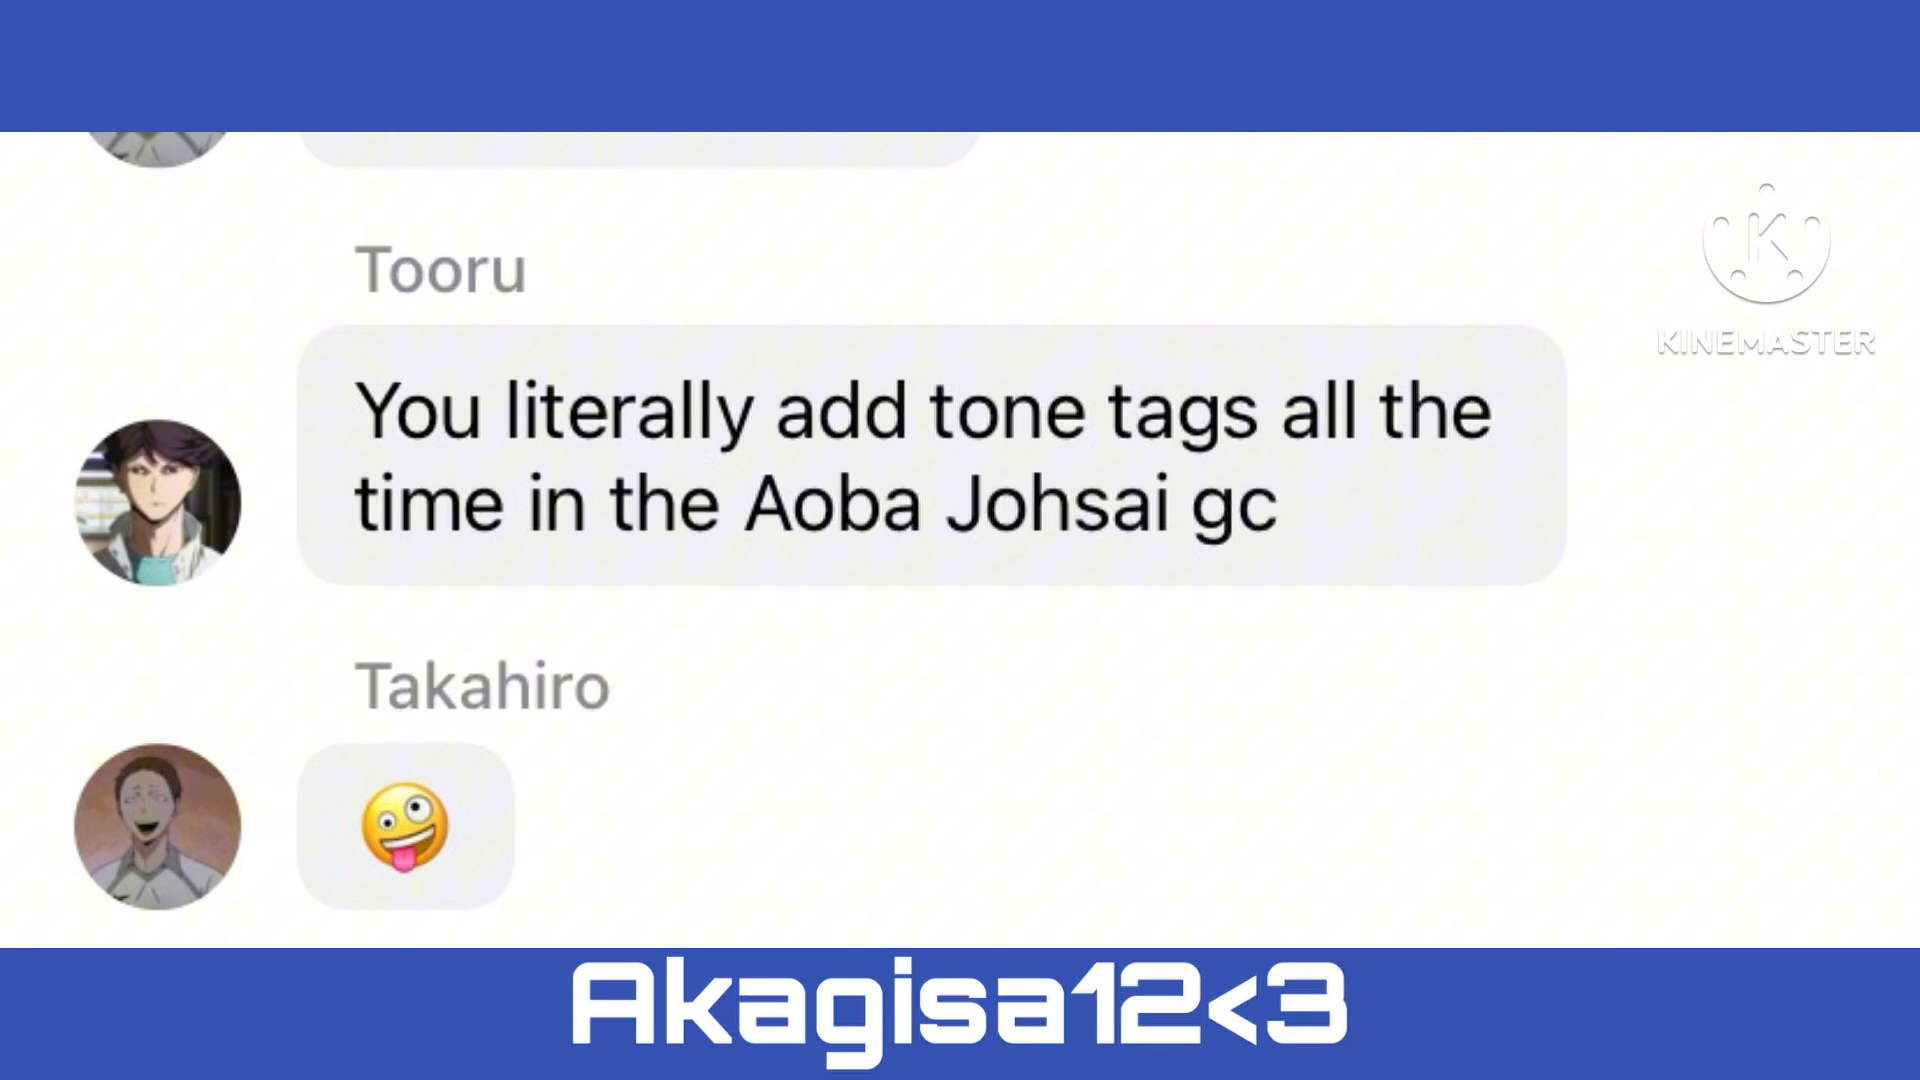 Tooru
KINEMASTER
You literally add tone tags all the
time in the Aoba Johsai gc
Takahiro
🤪
Akagisa12<3